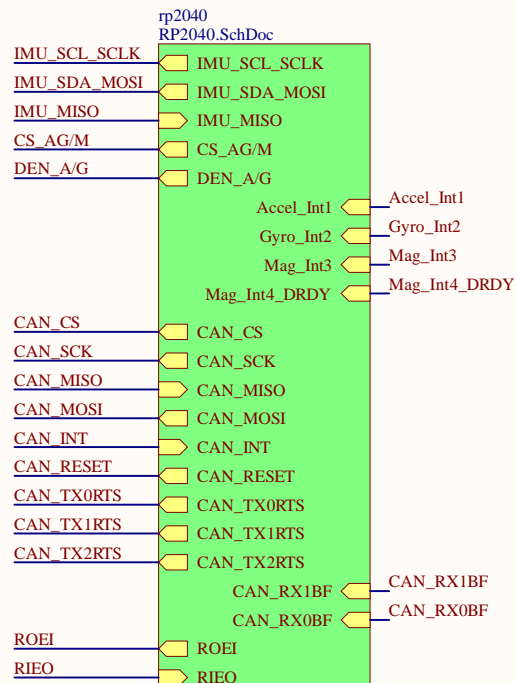 rp2040
RP2040.SchDoc
IMU_SCL_SCLK IMU_SCL_SCLK
IMU_SDA_MOSI IMU_SDA_MOSI
IMU_MISO IMU_MISO
CS_AG/M CS_AG/M
DEN_A/G DEN_A/G
Accel_Int1 Accel_Int1
Gyro_Int2 Gyro_Int2
Mag_Int3 Mag_Int3
Mag_Int4_DRDY Mag_Int4_DRDY
CAN_CS CAN_CS
CAN_SCK CAN_SCK
CAN_MISO CAN_MISO
CAN_MOSI CAN_MOSI
CAN_INT CAN_INT
CAN_RESET CAN_RESET
CAN_TX0RTS CAN_TX0RTS
CAN_TX1RTS CAN_TX1RTS
CAN_TX2RTS CAN_TX2RTS
CAN_RX1BF CAN_RX1BF
CAN_RX0BF CAN_RX0BF
ROEI ROEI
RIEO RIEO